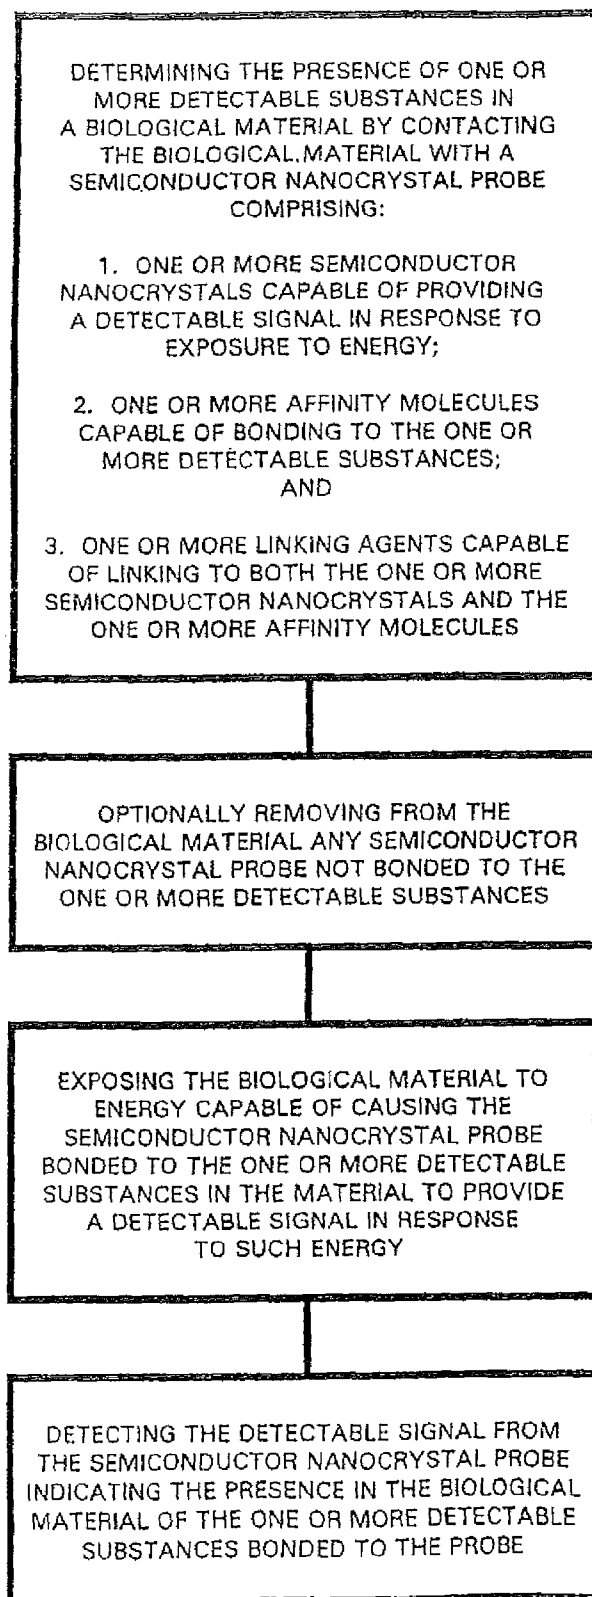 DETERMINING THE PRESENCE OF ONE OR
MORE DETECTABLE SUBSTANCES IN
A BIOLOGICAL MATERIAL BY CONTACTING
THE BIOLOGICAL MATERIAL WITH A
SEMICONDUCTOR NANOCRYSTAL PROBE
COMPRISING:
1. ONE OR MORE SEMICONDUCTOR
NANOCRYSTALS CAPABLE OF PROVIDING
A DETECTABLE SIGNAL IN RESPONSE TO
EXPOSURE TO ENERGY;
2. ONE OR MORE AFFINITY MOLECULES
CAPABLE OF BONDING TO THE ONE OR
MORE DETECTABLE SUBSTANCES;
AND
3. ONE OR MORE LINKING AGENTS CAPABLE
OF LINKING TO BOTH THE ONE OR MORE
SEMICONDUCTOR NANOCRYSTALS AND THE
ONE OR MORE AFFINITY MOLECULES
OPTIONALLY REMOVING FROM THE
BIOLOGICAL MATERIAL ANY SEMICONDUCTOR
NANOCRYSTAL PROBE NOT BONDED TO THE
ONE OR MORE DETECTABLE SUBSTANCES
EXPOSING THE BIOLOGICAL MATERIAL TO
ENERGY CAPABLE OF CAUSING THE
SEMICONDUCTOR NANOCRYSTAL PROBE
BONDED TO THE ONE OR MORE DETECTABLE
SUBSTANCES IN THE MATERIAL TO PROVIDE
A DETECTABLE SIGNAL IN RESPONSE
TO SUCH ENERGY
DETECTING THE DETECTABLE SIGNAL FROM
THE SEMICONDUCTOR NANOCRYSTAL PROBE
INDICATING THE PRESENCE IN THE BIOLOGICAL
MATERIAL OF THE ONE OR MORE DETECTABLE
SUBSTANCES BONDED TO THE PROBE